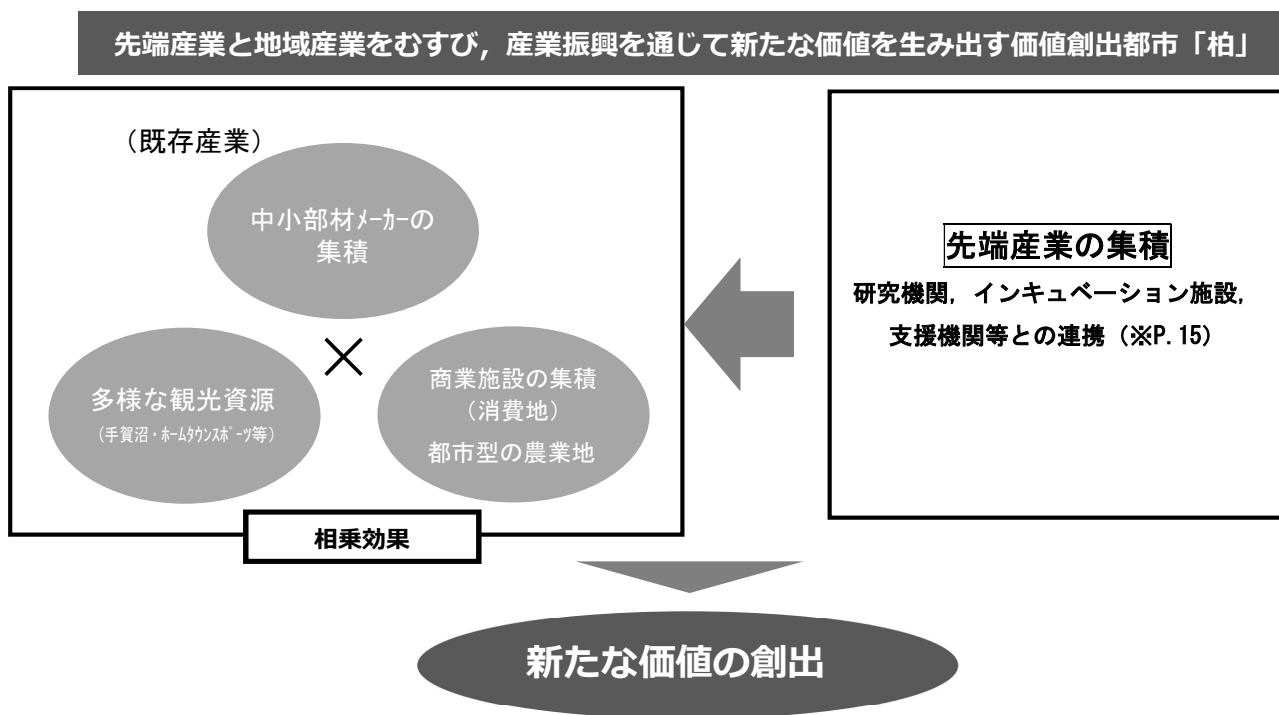 先端産業と地域産業をむすび，産業振興を通じて新たな価値を生み出す価値創出都市「柏」
（既存産業）
中小部材ﾒｰｶｰの
集積
多様な観光資源
（手賀沼・ﾎｰﾑﾀｳﾝｽﾎﾟｰﾂ等）
×
商業施設の集積
（消費地）
都市型の農業地
相乗効果
先端産業の集積
研究機関，インキュベーション施設，
支援機関等との連携（※P.15）
新たな価値の創出